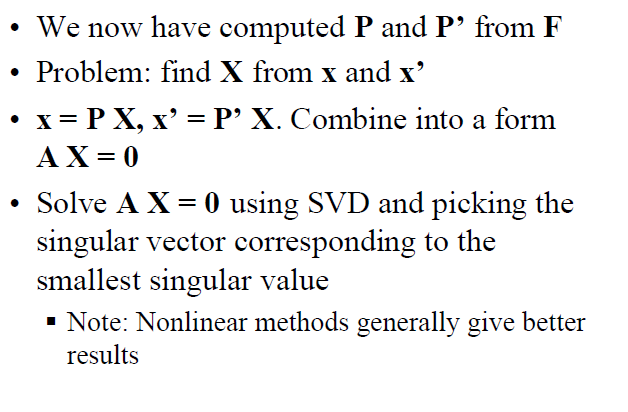 • We now have computed P and P’ from F
• Problem: find X from x and x’
• x = P X, x’ = P’ X. Combine into a form
A X = 0
• Solve A X = 0 using SVD and picking the
singular vector corresponding to the
smallest singular value
▪ Note: Nonlinear methods generally give better
results